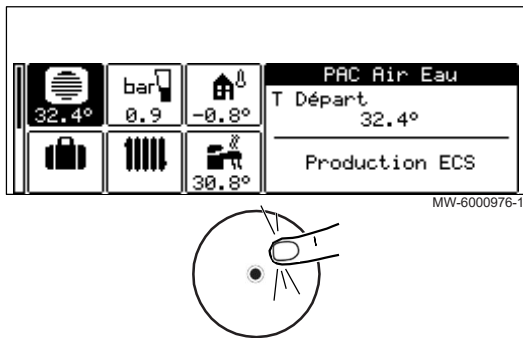 bar
32.4° 0.9 -0.8°
30.8°
PAC Air Eau
T Départ
32.4°
Production ECS
MW-6000976-1